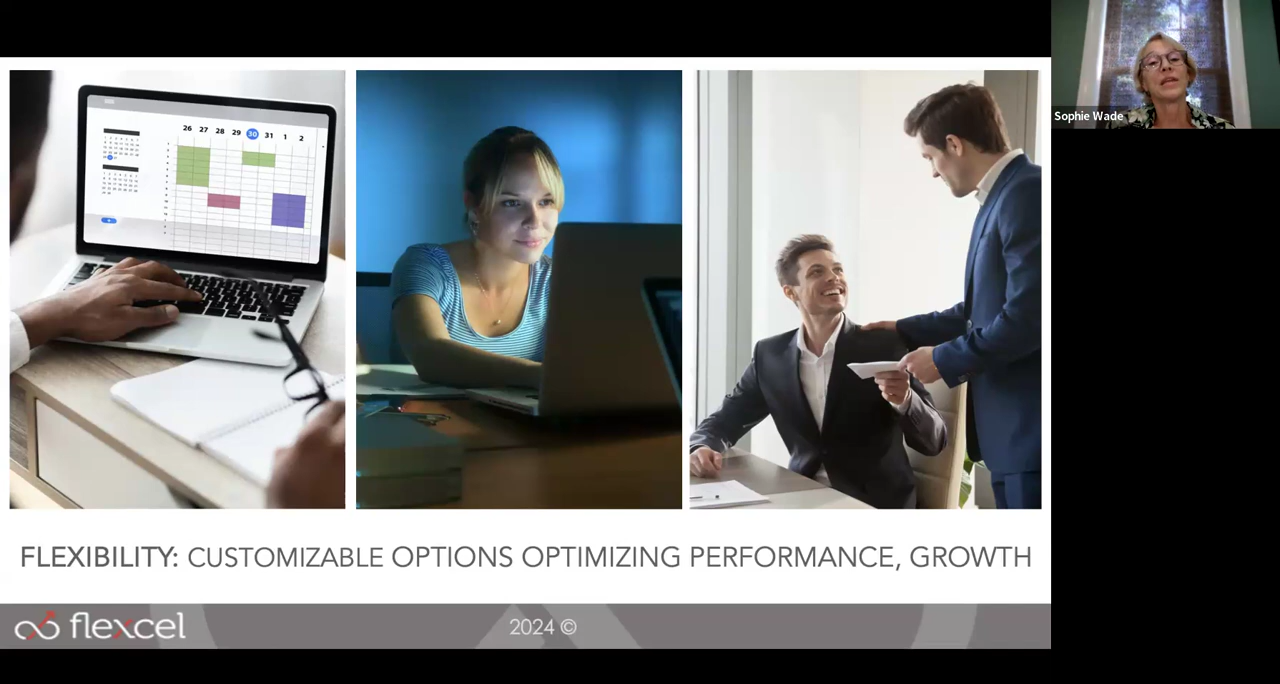 26 27 28 29 30 31 1 2
Sophie Wade
FLEXIBILITY: CUSTOMIZABLE OPTIONS OPTIMIZING PERFORMANCE, GROWTH
flexcel
2024 ©